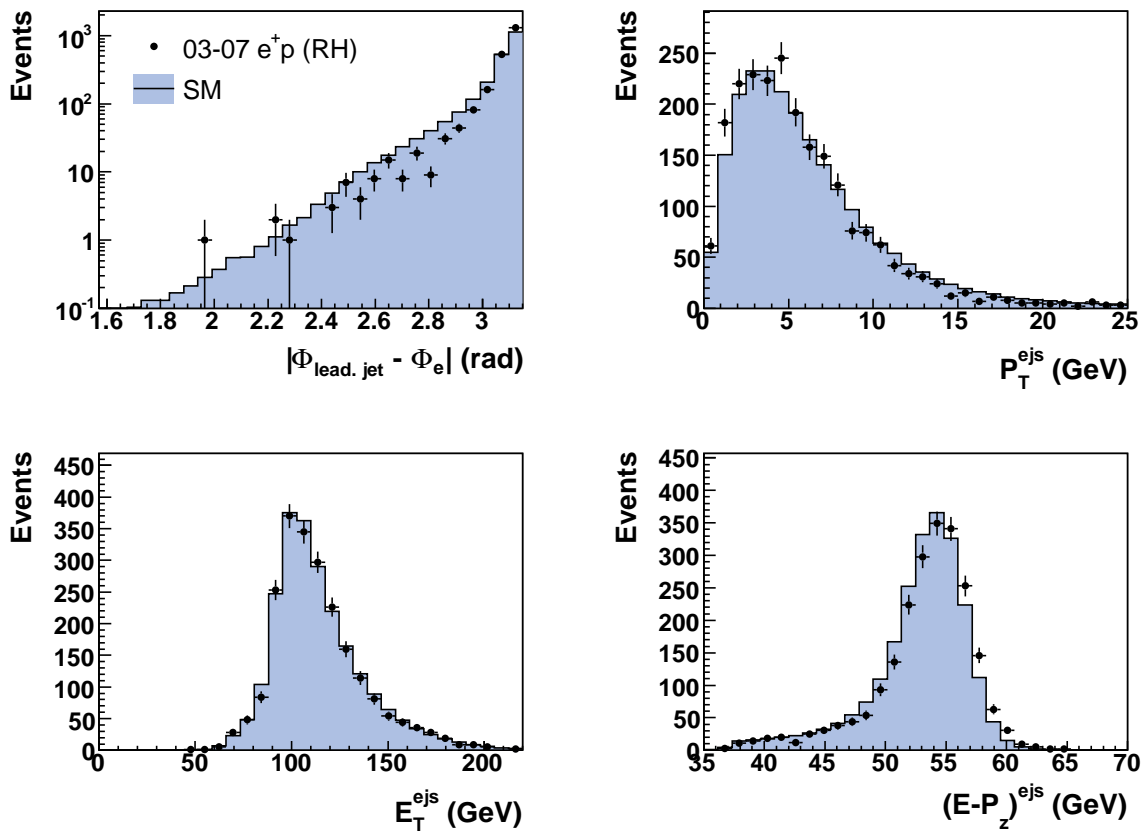 Events
10³
10²
10
1
10⁻¹
03-07 e⁺p (RH)
SM
1.6 1.8 2 2.2 2.4 2.6 2.8 3
|Φ_lead. jet - Φ_e| (rad)
Events
250
200
150
100
50
0
0 5 10 15 20 25
P_T^ejs (GeV)
Events
450
400
350
300
250
200
150
100
50
0
0 50 100 150 200
E_T^ejs (GeV)
Events
450
400
350
300
250
200
150
100
50
0
35 40 45 50 55 60 65 70
(E-P_z)^ejs (GeV)